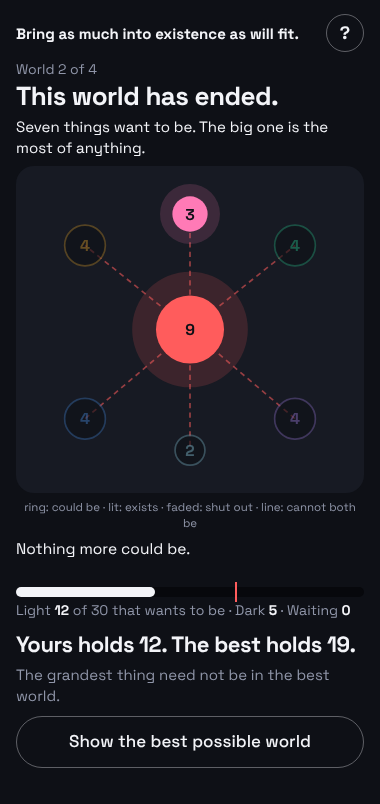 Bring as much into existence as will fit.
?
World 2 of 4
This world has ended.
Seven things want to be. The big one is the
most of anything.
3
4
4
9
4
4
2
ring: could be · lit: exists · faded: shut out · line: cannot both
be
Nothing more could be.
Light 12 of 30 that wants to be · Dark 5 · Waiting 0
Yours holds 12. The best holds 19.
The grandest thing need not be in the best
world.
Show the best possible world